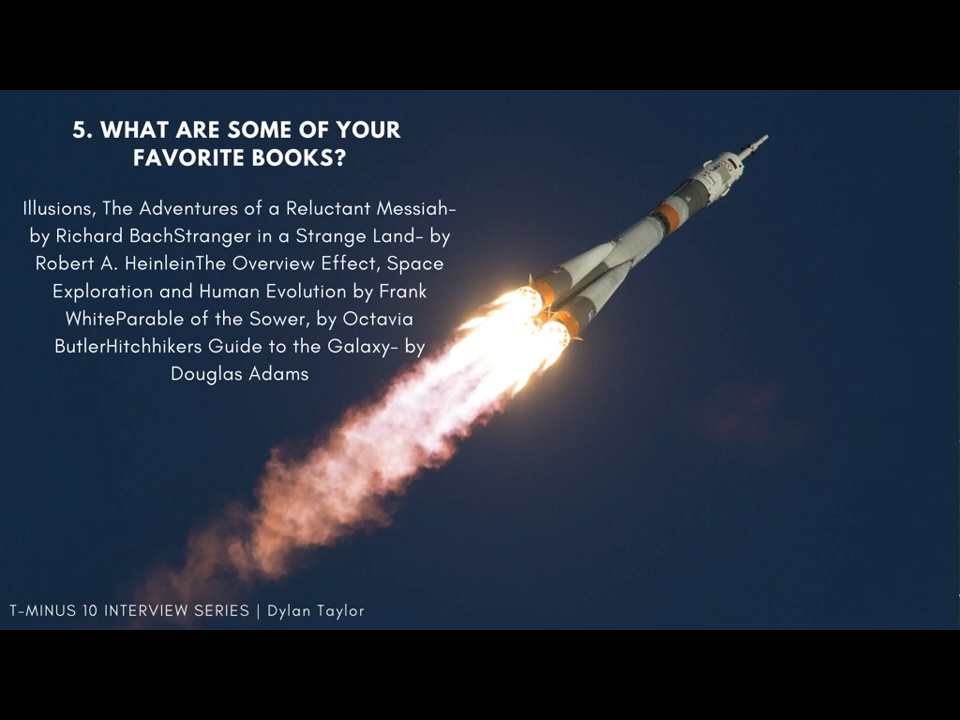 5. WHAT ARE SOME OF YOUR
FAVORITE BOOKS?
Illusions, The Adventures of a Reluctant Messiah-
by Richard BachStranger in a Strange Land- by
Robert A. HeinleinThe Overview Effect, Space
Exploration and Human Evolution by Frank
WhiteParable of the Sower, by Octavia
ButlerHitchhikers Guide to the Galaxy- by
Douglas Adams
T-MINUS 10 INTERVIEW SERIES | Dylan Taylor